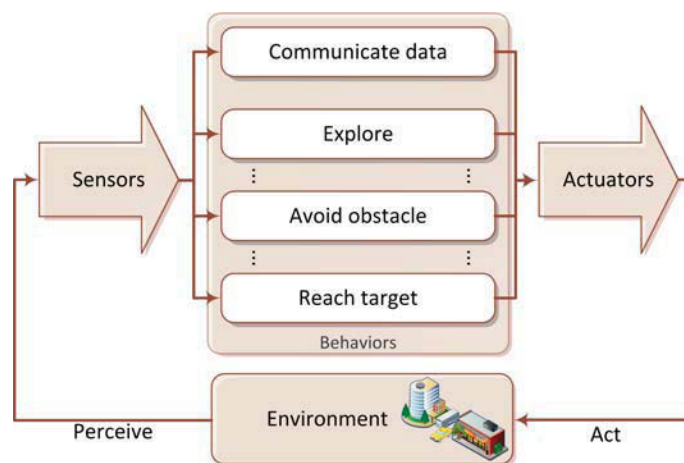 Communicate data
Explore
Sensors
Actuators
Avoid obstacle
Reach target
Behaviors
Environment
Perceive
Act